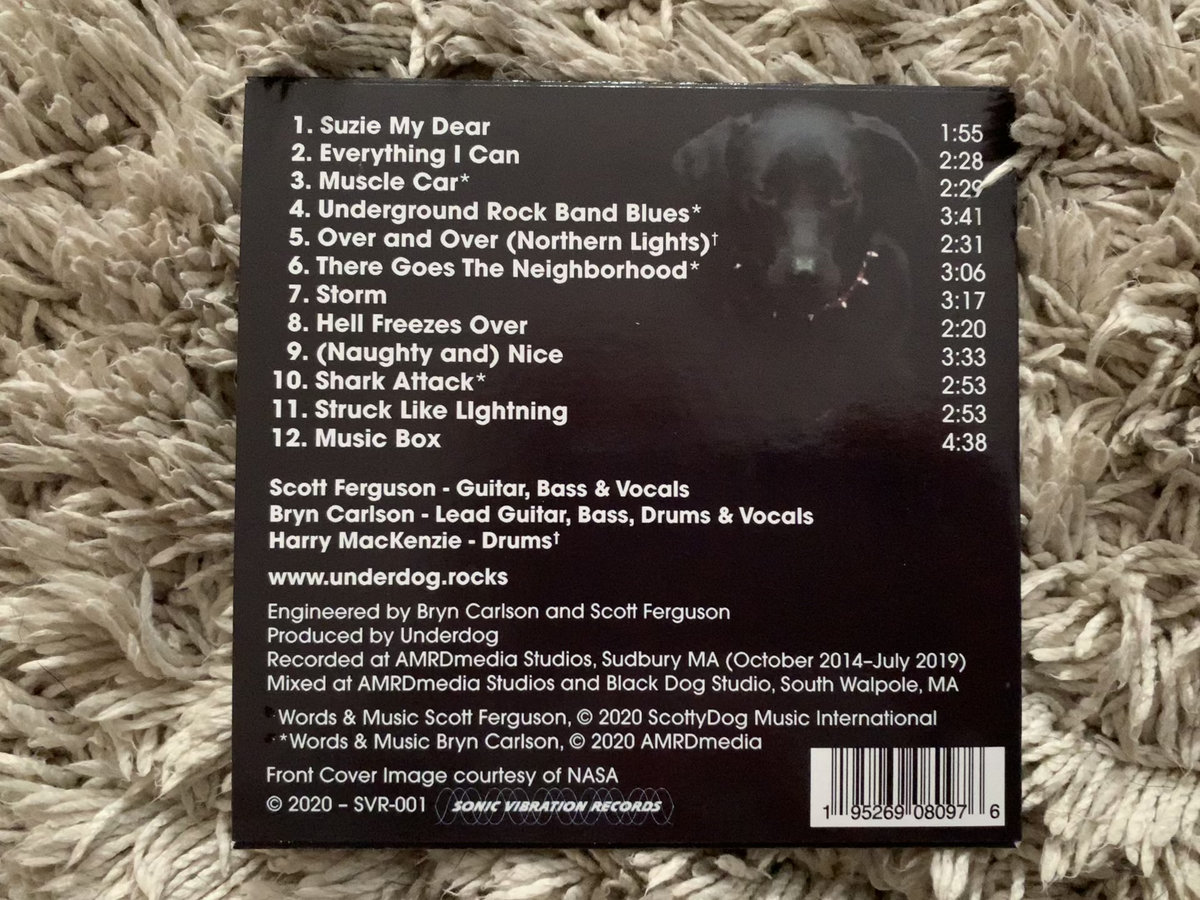 1. Suzie My Dear 1:55
2. Everything I Can 2:28
3. Muscle Car* 2:29
4. Underground Rock Band Blues* 3:41
5. Over and Over (Northern Lights)† 2:31
6. There Goes The Neighborhood* 3:06
7. Storm 3:17
8. Hell Freezes Over 2:20
9. (Naughty and) Nice 3:33
10. Shark Attack* 2:53
11. Struck Like LIghtning 2:53
12. Music Box 4:38
Scott Ferguson - Guitar, Bass & Vocals
Bryn Carlson - Lead Guitar, Bass, Drums & Vocals
Harry MacKenzie - Drums†
www.underdog.rocks
Engineered by Bryn Carlson and Scott Ferguson
Produced by Underdog
Recorded at AMRDmedia Studios, Sudbury MA (October 2014–July 2019)
Mixed at AMRDmedia Studios and Black Dog Studio, South Walpole, MA
Words & Music Scott Ferguson, © 2020 ScottyDog Music International
*Words & Music Bryn Carlson, © 2020 AMRDmedia
Front Cover Image courtesy of NASA
© 2020 – SVR-001 SONIC VIBRATION RECORDS
1 95269 08097 6